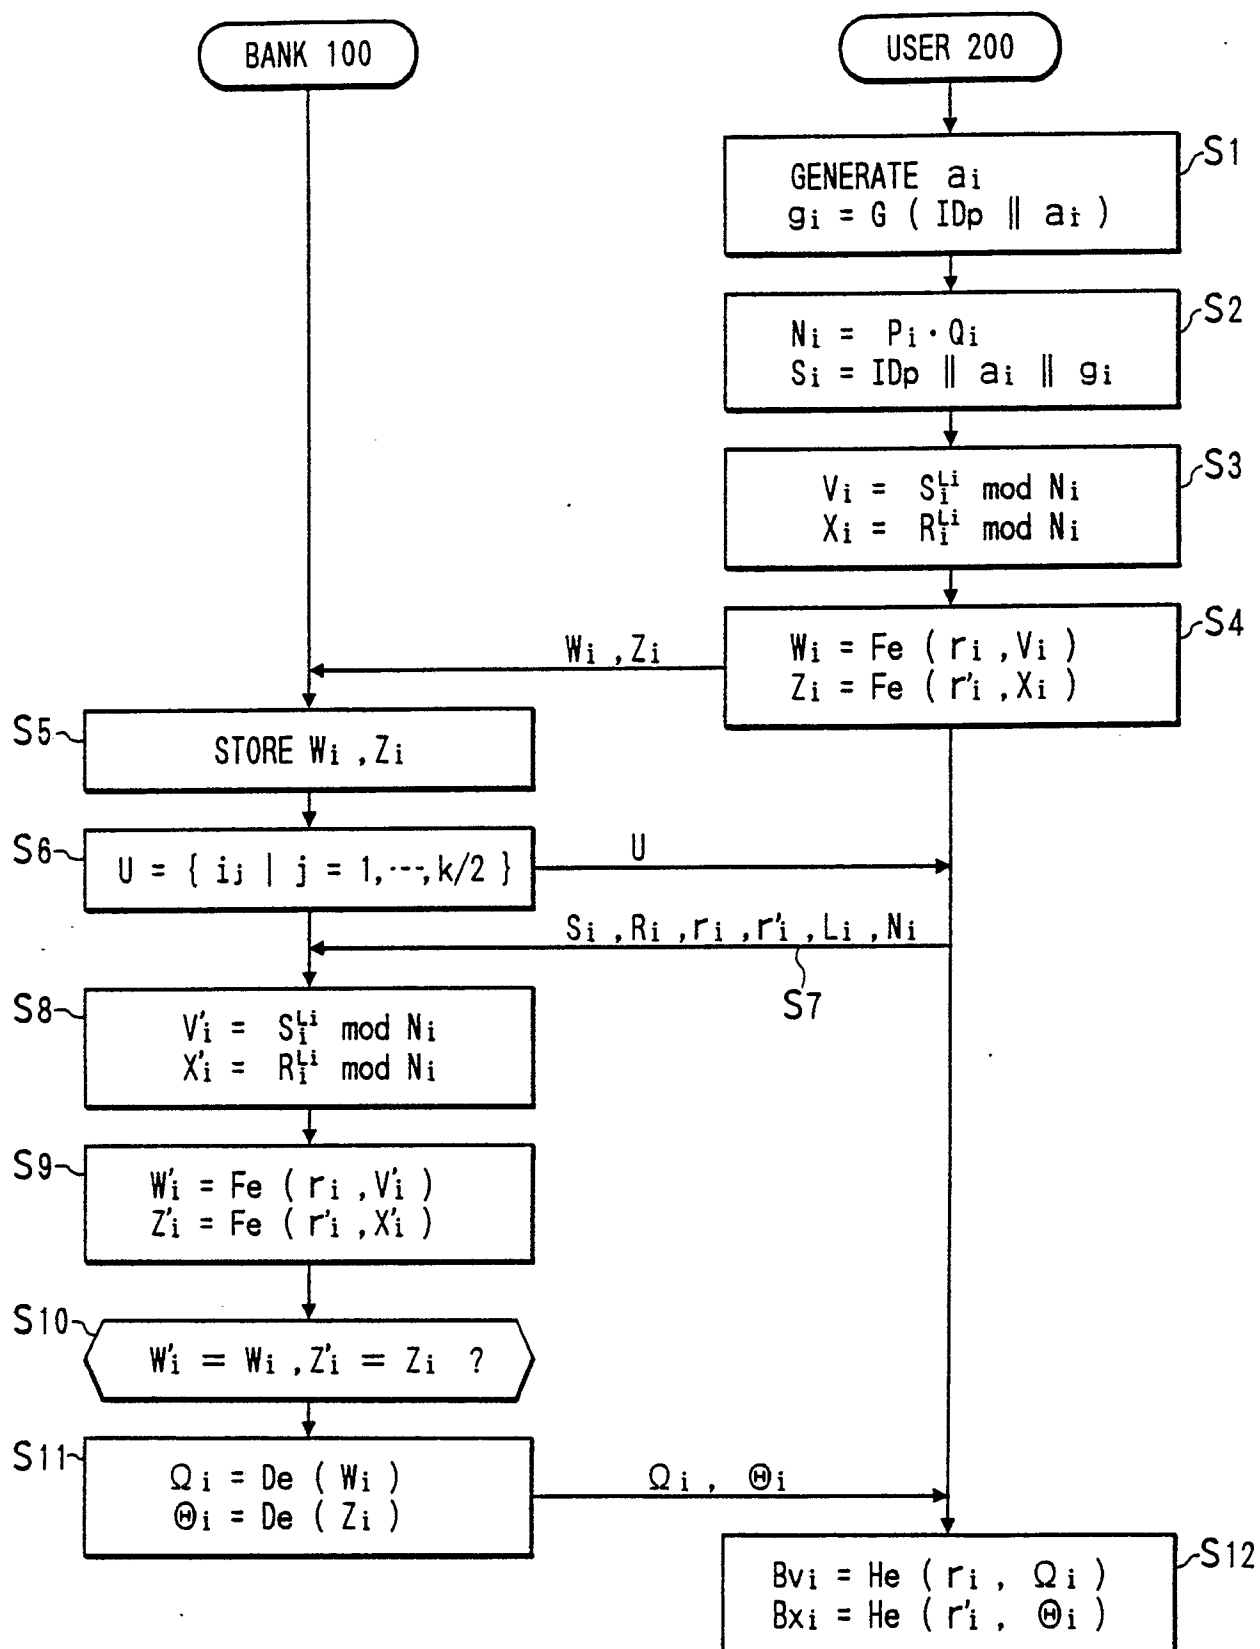 BANK 100
USER 200
S1
GENERATE ai
gi = G ( IDp || ai )
S2
Ni = Pi · Qi
Si = IDp || ai || gi
S3
Vi = Si^Li mod Ni
Xi = Ri^Li mod Ni
S4
Wi = Fe ( ri , Vi )
Zi = Fe ( r'i , Xi )
Wi , Zi
S5
STORE Wi , Zi
S6
U = { ij | j = 1, ---, k/2 }
U
Si , Ri , ri , r'i , Li , Ni
S7
S8
V'i = Si^Li mod Ni
X'i = Ri^Li mod Ni
S9
W'i = Fe ( ri , V'i )
Z'i = Fe ( r'i , X'i )
S10
W'i = Wi , Z'i = Zi ?
S11
Ωi = De ( Wi )
Θi = De ( Zi )
Ωi , Θi
S12
Bvi = He ( ri , Ωi )
Bxi = He ( r'i , Θi )